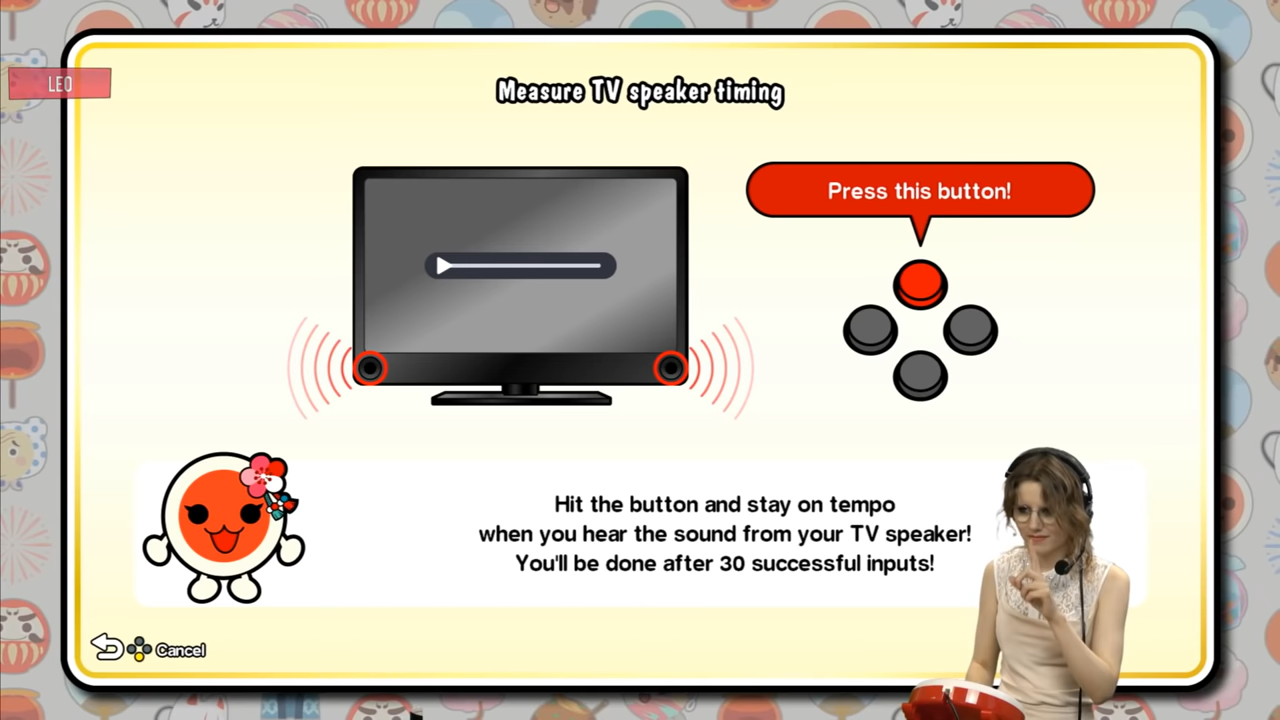 LEO
Measure TV speaker timing
Press this button!
Hit the button and stay on tempo
when you hear the sound from your TV speaker!
You'll be done after 30 successful inputs!
Cancel